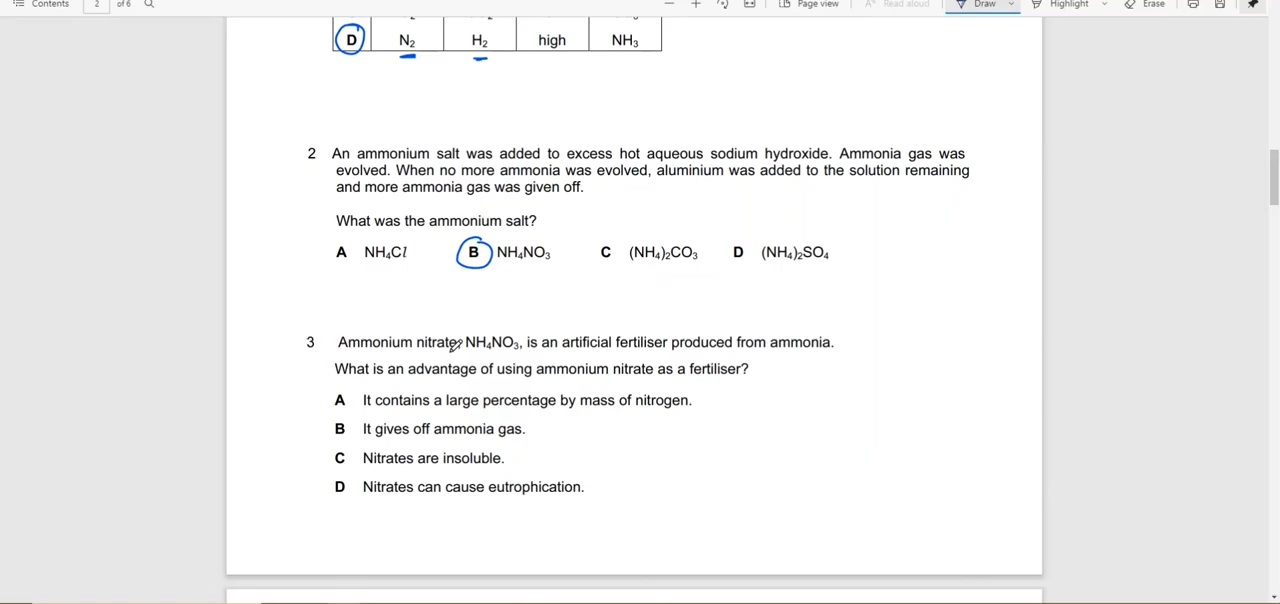 Contents 2 of 6 Page view Read aloud Draw Highlight Erase
D N₂ H₂ high NH₃
2 An ammonium salt was added to excess hot aqueous sodium hydroxide. Ammonia gas was
evolved. When no more ammonia was evolved, aluminium was added to the solution remaining
and more ammonia gas was given off.
What was the ammonium salt?
A NH₄Cl B NH₄NO₃ C (NH₄)₂CO₃ D (NH₄)₂SO₄
3 Ammonium nitrate, NH₄NO₃, is an artificial fertiliser produced from ammonia.
What is an advantage of using ammonium nitrate as a fertiliser?
A It contains a large percentage by mass of nitrogen.
B It gives off ammonia gas.
C Nitrates are insoluble.
D Nitrates can cause eutrophication.